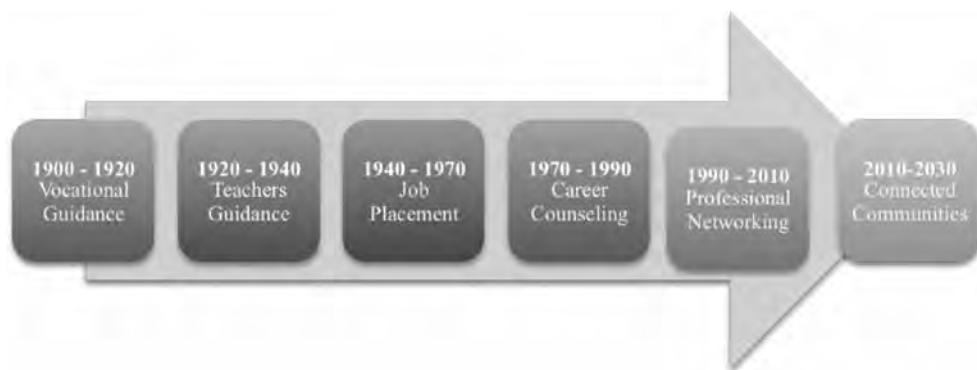 1900 - 1920
Vocational
Guidance
1920 - 1940
Teachers
Guidance
1940 - 1970
Job
Placement
1970 - 1990
Career
Counseling
1990 - 2010
Professional
Networking
2010-2030
Connected
Communities